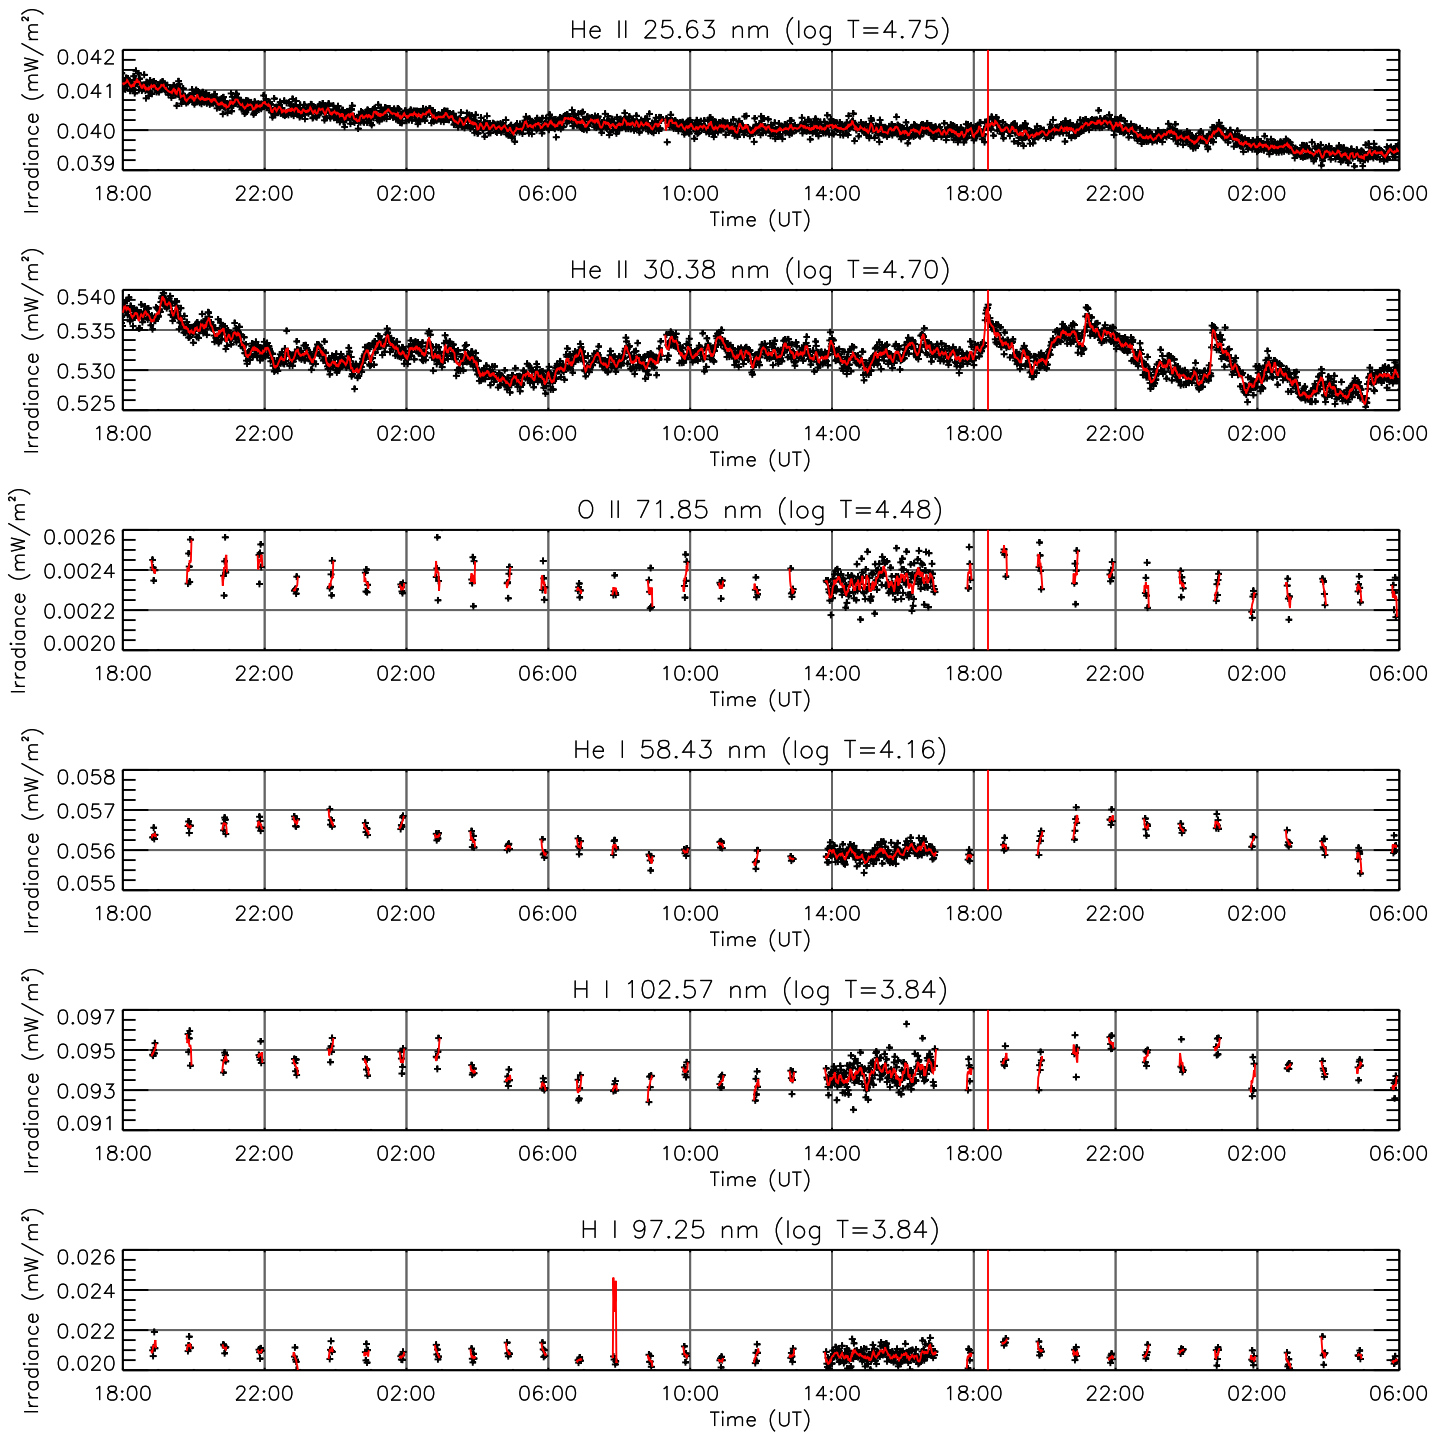 He II 25.63 nm (log T=4.75)
Irradiance (mW/m²)
0.042
0.041
0.040
0.039
18:00 22:00 02:00 06:00 10:00 14:00 18:00 22:00 02:00 06:00
Time (UT)
He II 30.38 nm (log T=4.70)
Irradiance (mW/m²)
0.540
0.535
0.530
0.525
18:00 22:00 02:00 06:00 10:00 14:00 18:00 22:00 02:00 06:00
Time (UT)
O II 71.85 nm (log T=4.48)
Irradiance (mW/m²)
0.0026
0.0024
0.0022
0.0020
18:00 22:00 02:00 06:00 10:00 14:00 18:00 22:00 02:00 06:00
Time (UT)
He I 58.43 nm (log T=4.16)
Irradiance (mW/m²)
0.058
0.057
0.056
0.055
18:00 22:00 02:00 06:00 10:00 14:00 18:00 22:00 02:00 06:00
Time (UT)
H I 102.57 nm (log T=3.84)
Irradiance (mW/m²)
0.097
0.095
0.093
0.091
18:00 22:00 02:00 06:00 10:00 14:00 18:00 22:00 02:00 06:00
Time (UT)
H I 97.25 nm (log T=3.84)
Irradiance (mW/m²)
0.026
0.024
0.022
0.020
18:00 22:00 02:00 06:00 10:00 14:00 18:00 22:00 02:00 06:00
Time (UT)